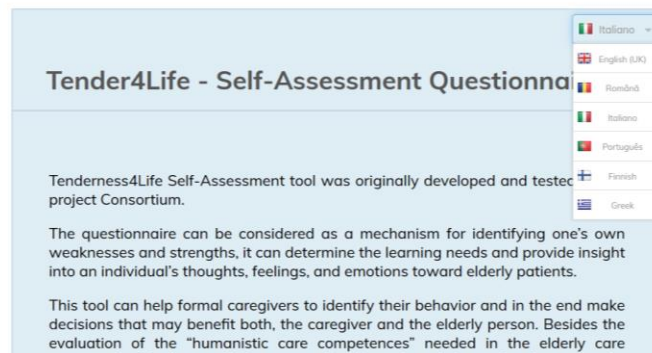 Italiano
English (UK)
Română
Italiano
Português
Finnish
Greek
Tender4Life - Self-Assessment Questionnai
Tenderness4Life Self-Assessment tool was originally developed and tested
project Consortium.
The questionnaire can be considered as a mechanism for identifying one's own
weaknesses and strengths, it can determine the learning needs and provide insight
into an individual's thoughts, feelings, and emotions toward elderly patients.
This tool can help formal caregivers to identify their behavior and in the end make
decisions that may benefit both, the caregiver and the elderly person. Besides the
evaluation of the “humanistic care competences” needed in the elderly care